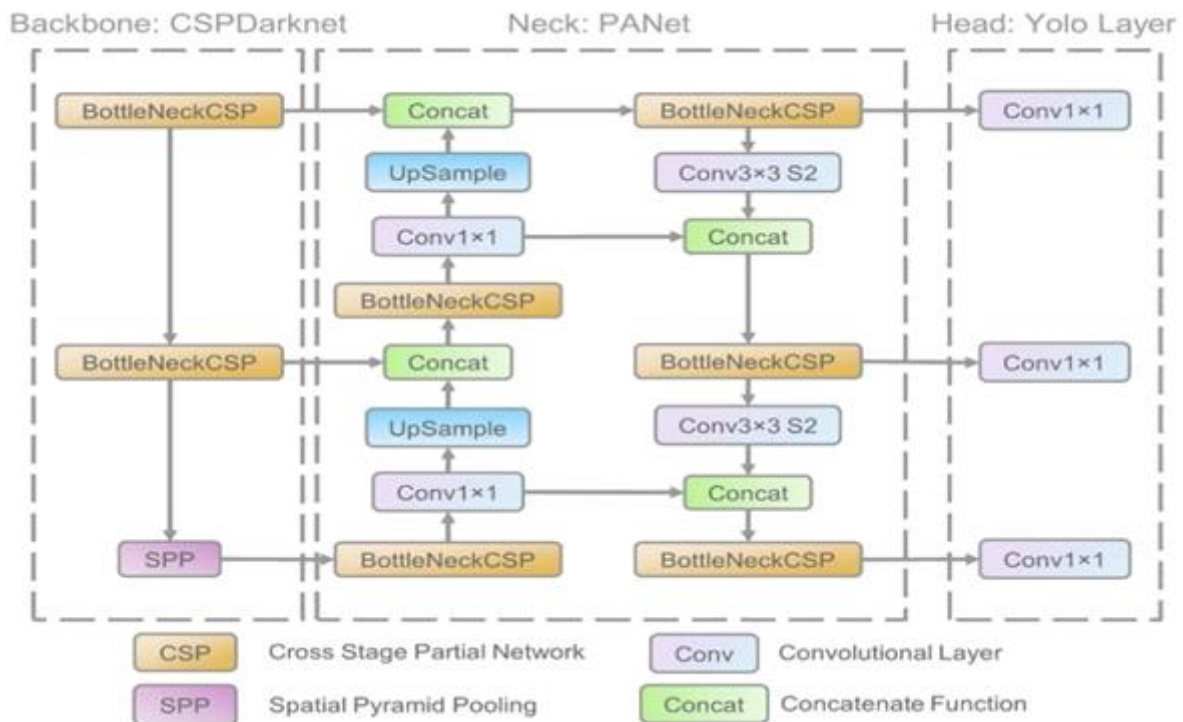 Backbone: CSPDarknet Neck: PANet Head: Yolo Layer
BottleNeckCSP Concat BottleNeckCSP Conv1×1
UpSample Conv3×3 S2
Conv1×1 Concat
BottleNeckCSP
BottleNeckCSP Concat BottleNeckCSP Conv1×1
UpSample Conv3×3 S2
Conv1×1 Concat
SPP BottleNeckCSP BottleNeckCSP Conv1×1
CSP Cross Stage Partial Network Conv Convolutional Layer
SPP Spatial Pyramid Pooling Concat Concatenate Function